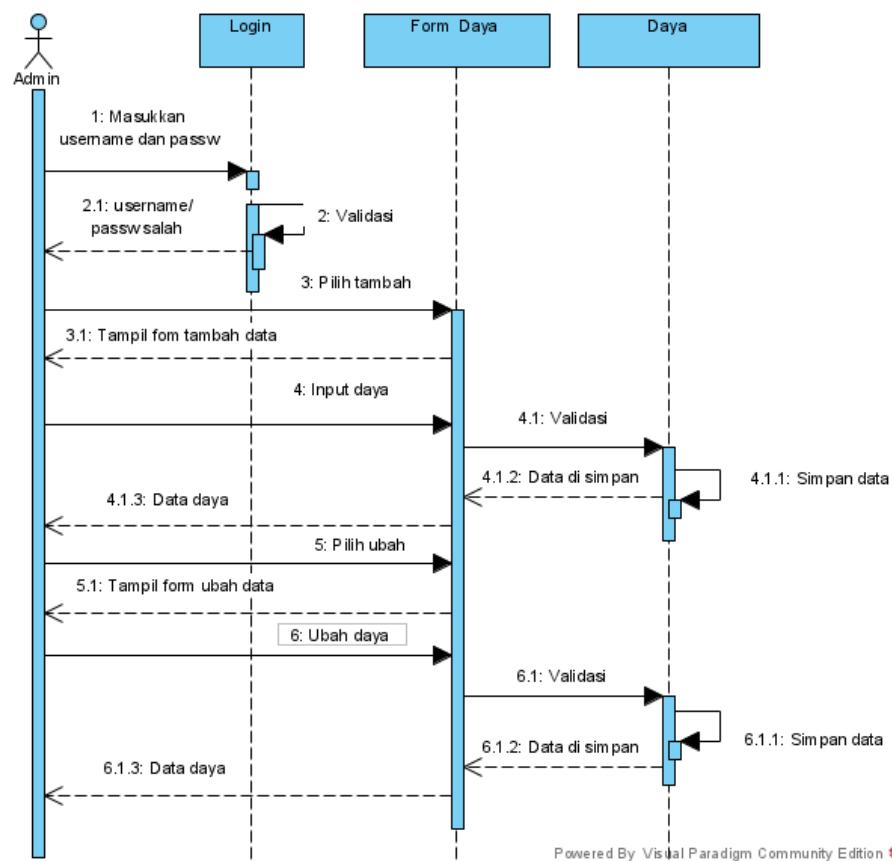 Login
Form Daya
Daya
Admin
1: Masukkan
username dan passw
2.1: username/
passwsalah
2: Validasi
3: Pilih tambah
3.1: Tampil fom tambah data
4: Input daya
4.1: Validasi
4.1.2: Data di simpan
4.1.1: Simpan data
4.1.3: Data daya
5: Pilih ubah
5.1: Tampil form ubah data
6: Ubah daya
6.1: Validasi
6.1.2: Data di simpan
6.1.1: Simpan data
6.1.3: Data daya
Powered By Visual Paradigm Community Edition